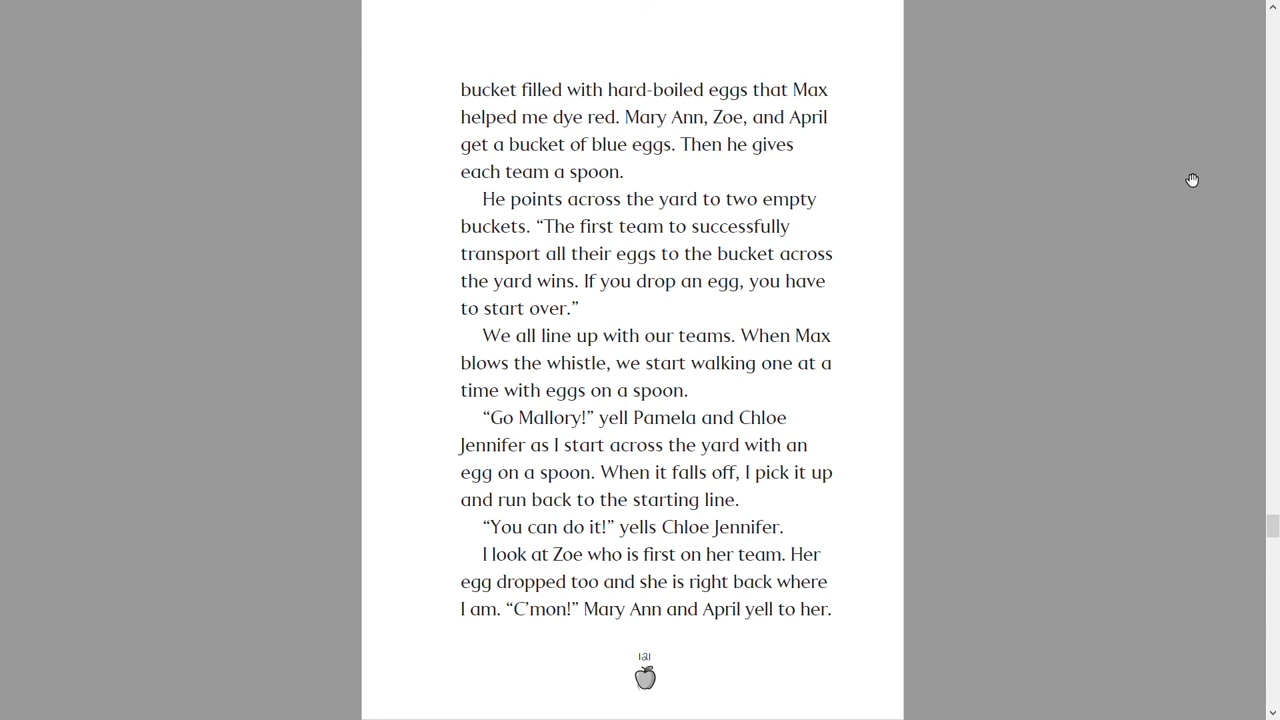 bucket filled with hard-boiled eggs that Max
helped me dye red. Mary Ann, Zoe, and April
get a bucket of blue eggs. Then he gives
each team a spoon.
He points across the yard to two empty
buckets. “The first team to successfully
transport all their eggs to the bucket across
the yard wins. If you drop an egg, you have
to start over.”
We all line up with our teams. When Max
blows the whistle, we start walking one at a
time with eggs on a spoon.
“Go Mallory!” yell Pamela and Chloe
Jennifer as I start across the yard with an
egg on a spoon. When it falls off, I pick it up
and run back to the starting line.
“You can do it!” yells Chloe Jennifer.
I look at Zoe who is first on her team. Her
egg dropped too and she is right back where
I am. “C’mon!” Mary Ann and April yell to her.
121